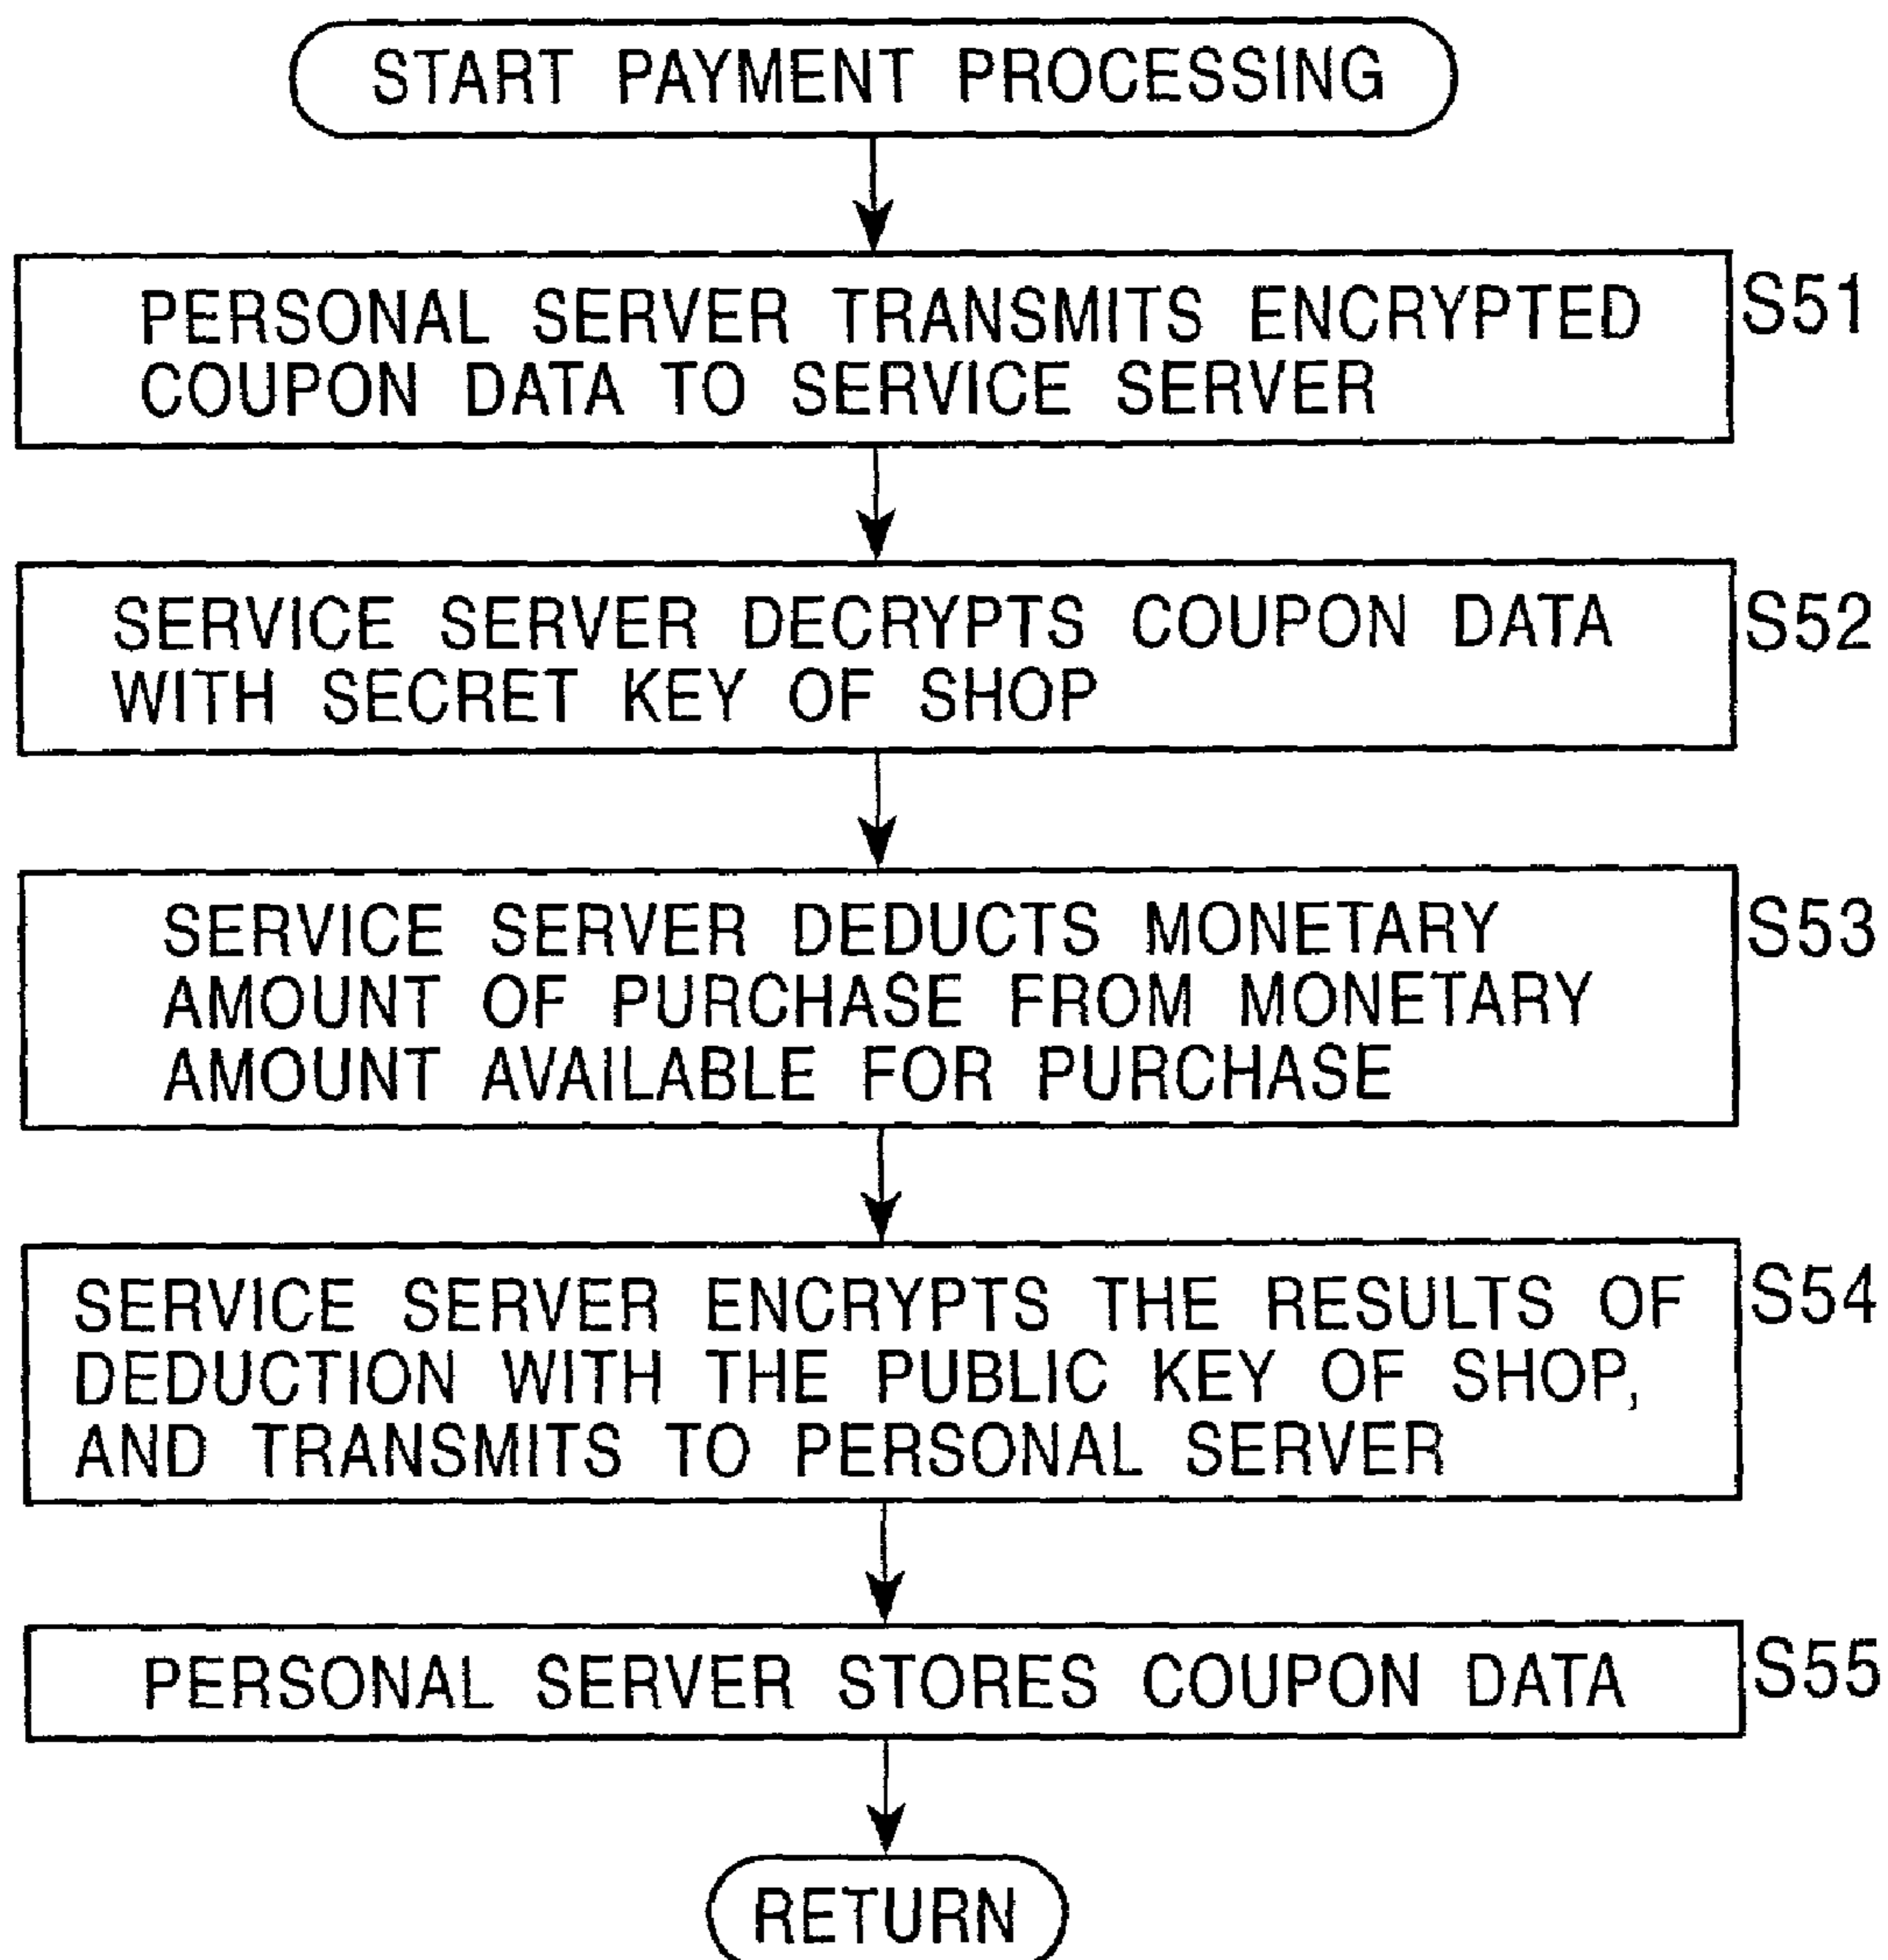 START PAYMENT PROCESSING
PERSONAL SERVER TRANSMITS ENCRYPTED
COUPON DATA TO SERVICE SERVER
S51
SERVICE SERVER DECRYPTS COUPON DATA
WITH SECRET KEY OF SHOP
S52
SERVICE SERVER DEDUCTS MONETARY
AMOUNT OF PURCHASE FROM MONETARY
AMOUNT AVAILABLE FOR PURCHASE
S53
SERVICE SERVER ENCRYPTS THE RESULTS OF
DEDUCTION WITH THE PUBLIC KEY OF SHOP,
AND TRANSMITS TO PERSONAL SERVER
S54
PERSONAL SERVER STORES COUPON DATA
S55
RETURN